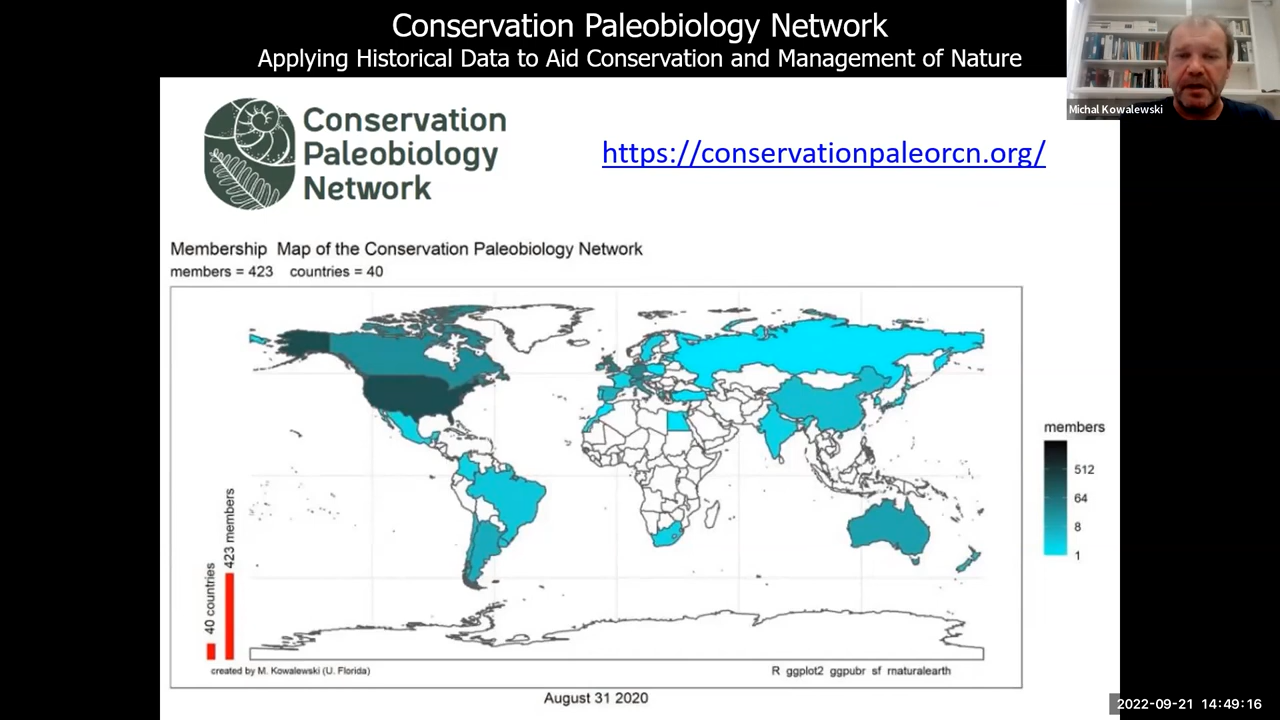 Conservation Paleobiology Network
Applying Historical Data to Aid Conservation and Management of Nature
Michal Kowalewski
Conservation
Paleobiology
Network
https://conservationpaleorcn.org/
Membership Map of the Conservation Paleobiology Network
members = 423 countries = 40
members
512
64
8
1
40 countries
423 members
created by M. Kowalewski (U. Florida)
R ggplot2 ggpubr sf rnaturalearth
August 31 2020
2022-09-21 14:49:16